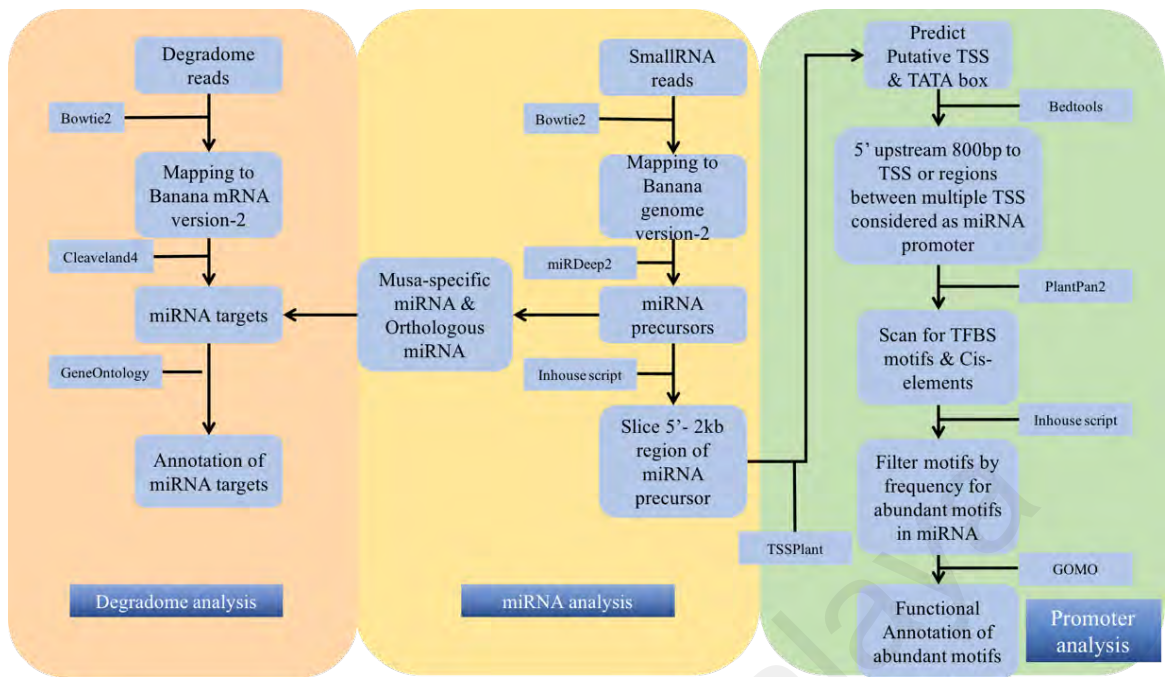 Degradome
reads
Bowtie2
Mapping to
Banana mRNA
version-2
Cleaveland4
miRNA targets
GeneOntology
Annotation of
miRNA targets
Degradome analysis
SmallRNA
reads
Bowtie2
Mapping to
Banana
genome
version-2
miRDeep2
Musa-specific
miRNA &
Orthologous
miRNA
miRNA
precursors
Inhouse script
Slice 5’- 2kb
region of
miRNA
precursor
TSSPlant
miRNA analysis
Predict
Putative TSS
& TATA box
Bedtools
5’ upstream 800bp to
TSS or regions
between multiple TSS
considered as miRNA
promoter
PlantPan2
Scan for TFBS
motifs & Cis-
elements
Inhouse script
Filter motifs by
frequency for
abundant motifs
in miRNA
GOMO
Functional
Annotation of
abundant motifs
Promoter
analysis